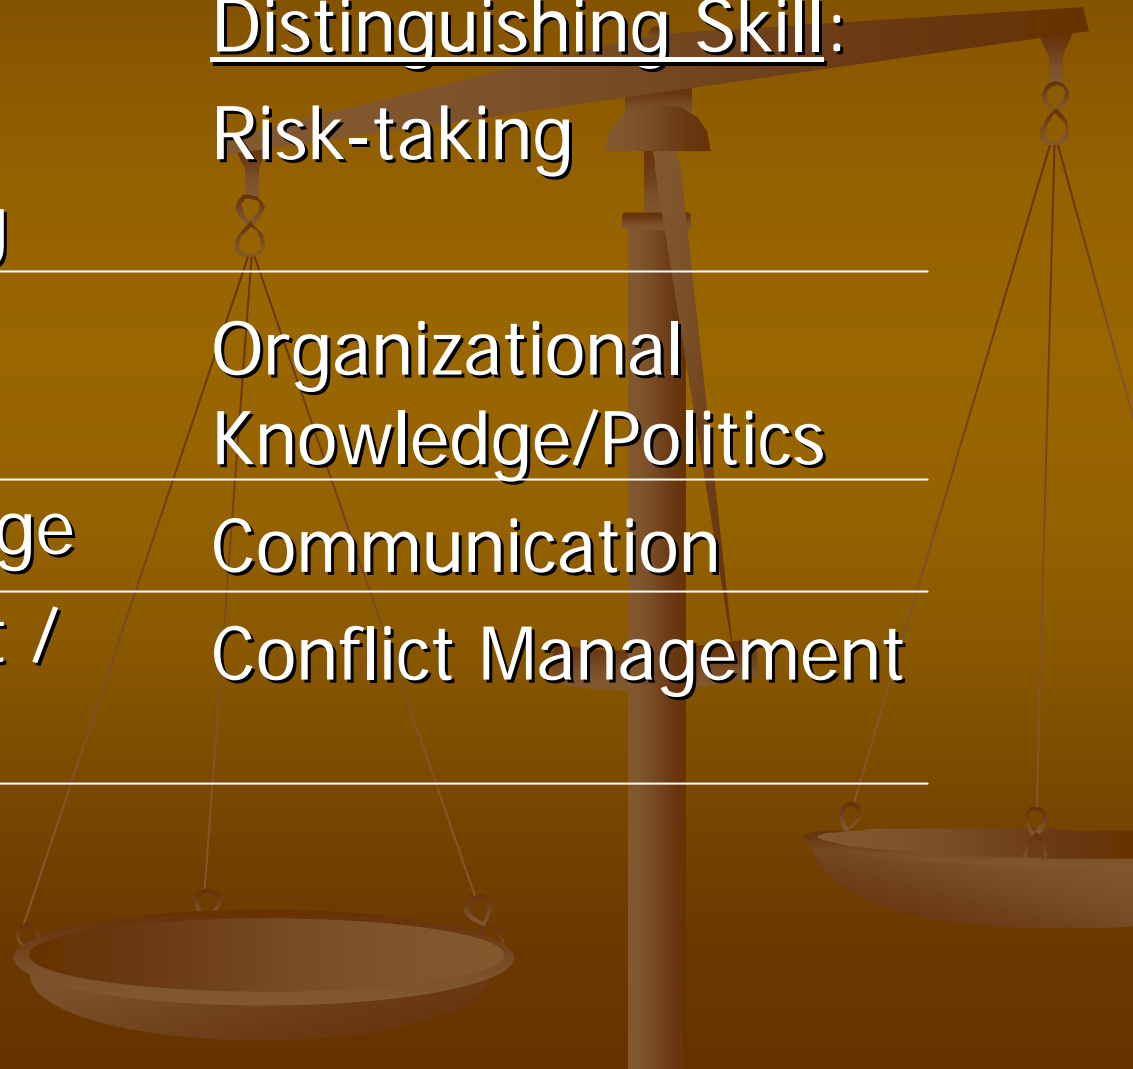 Distinguishing Skill:
Risk-taking
Organizational
Knowledge/Politics
Communication
/
Conflict Management